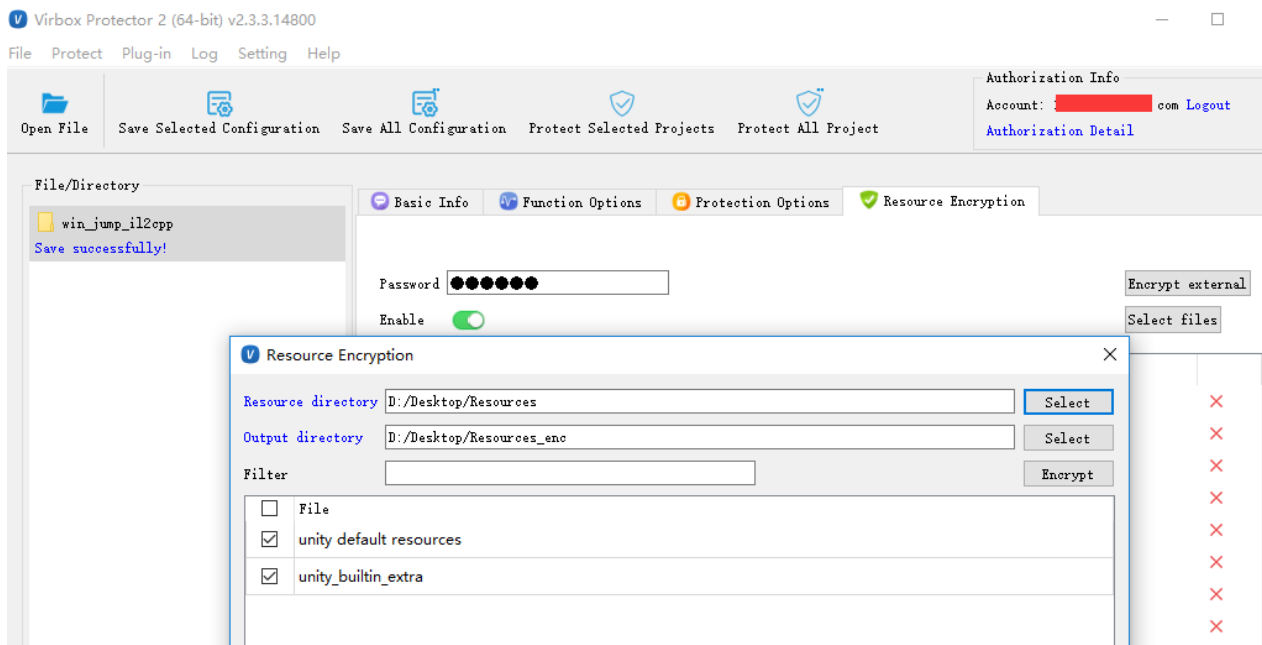 Virbox Protector 2 (64-bit) v2.3.3.14800
File Protect Plug-in Log Setting Help
Authorization Info
Open File Save Selected Configuration Save All Configuration Protect Selected Projects Protect All Project
Account: com Logout
Authorization Detail
File/Directory
win_jump_il2cpp
Save successfully!
Basic Info Function Options Protection Options Resource Encryption
Password ●●●●●● Encrypt external
Enable Select files
Resource Encryption
Resource directory D:/Desktop/Resources Select
Output directory D:/Desktop/Resources_enc Select
Filter Encrypt
File
unity default resources
unity_builtin_extra